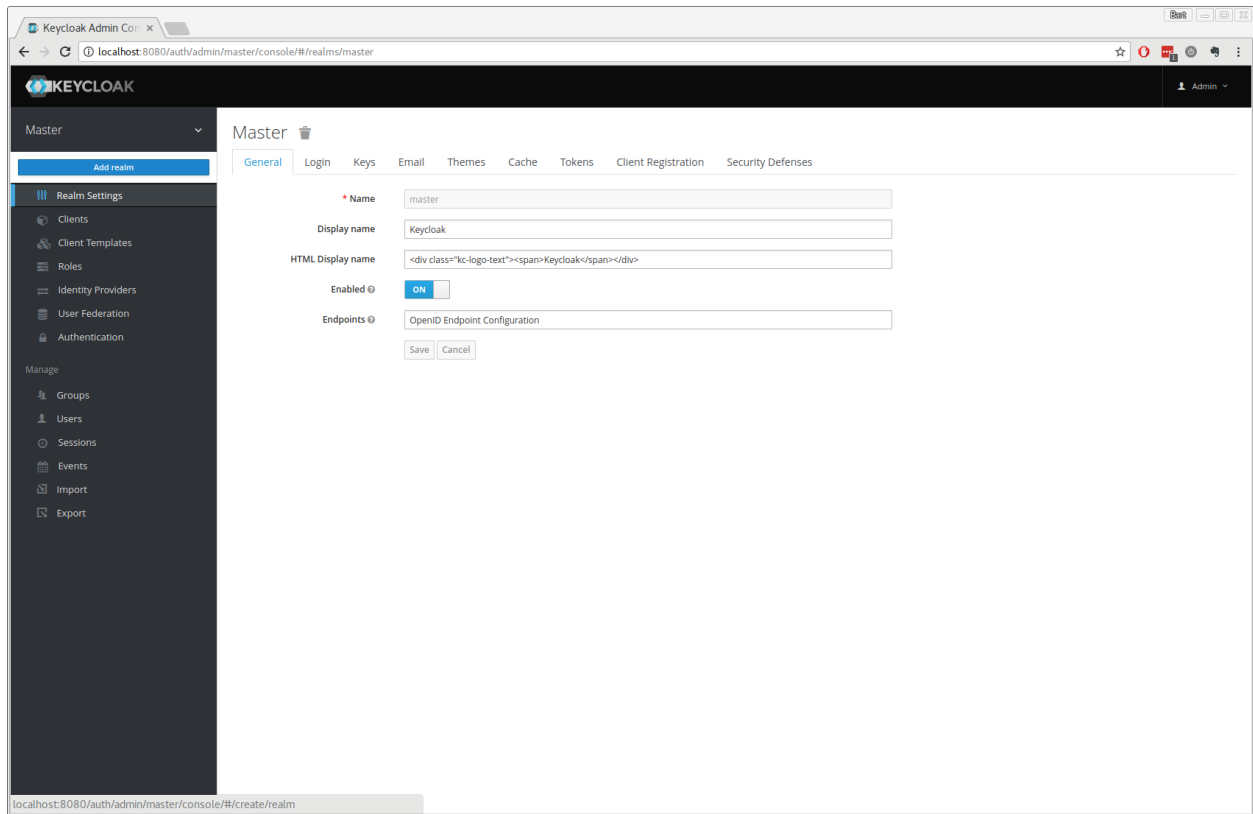 Keycloak Admin Con
Bart
localhost:8080/auth/admin/master/console/#/realms/master
KEYCLOAK
Admin
Master
Add realm
Realm Settings
Clients
Client Templates
Roles
Identity Providers
User Federation
Authentication
Manage
Groups
Users
Sessions
Events
Import
Export
Master
General Login Keys Email Themes Cache Tokens Client Registration Security Defenses
* Name master
Display name Keycloak
HTML Display name <div class="kc-logo-text"><span>Keycloak</span></div>
Enabled ON
Endpoints OpenID Endpoint Configuration
Save Cancel
localhost:8080/auth/admin/master/console/#/create/realm